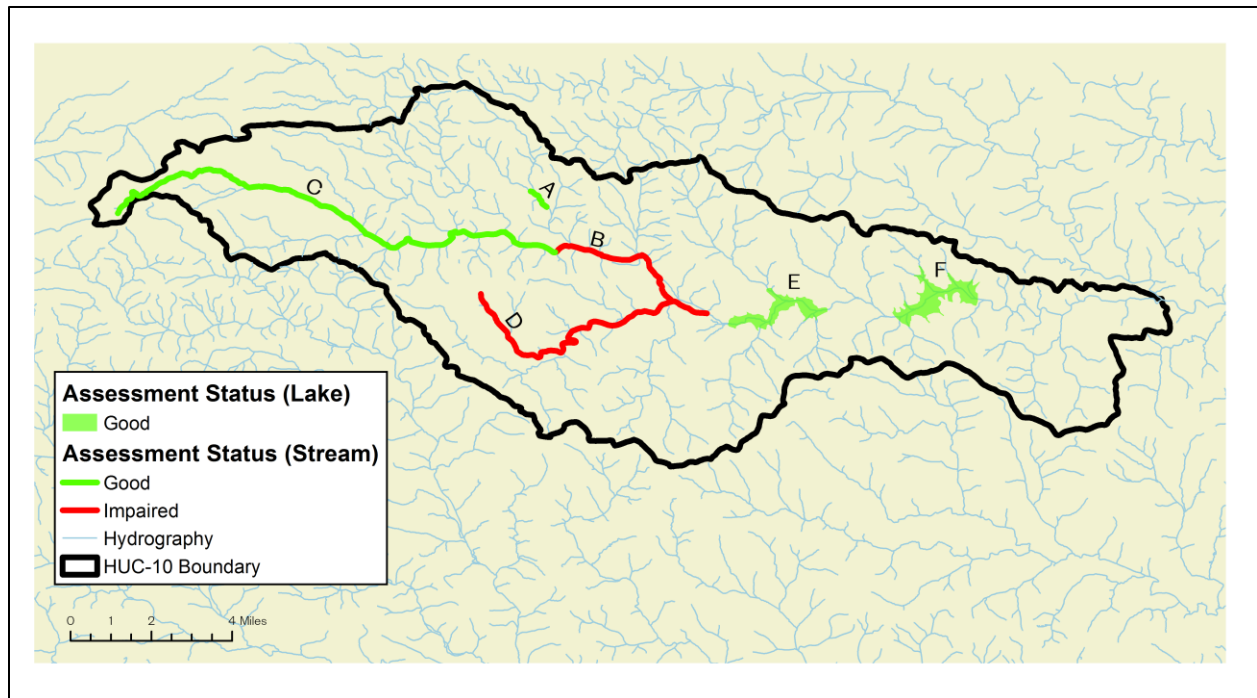 A
C
B
F
E
D
Assessment Status (Lake)
Good
Assessment Status (Stream)
Good
Impaired
Hydrography
HUC-10 Boundary
0 1 2 4 Miles